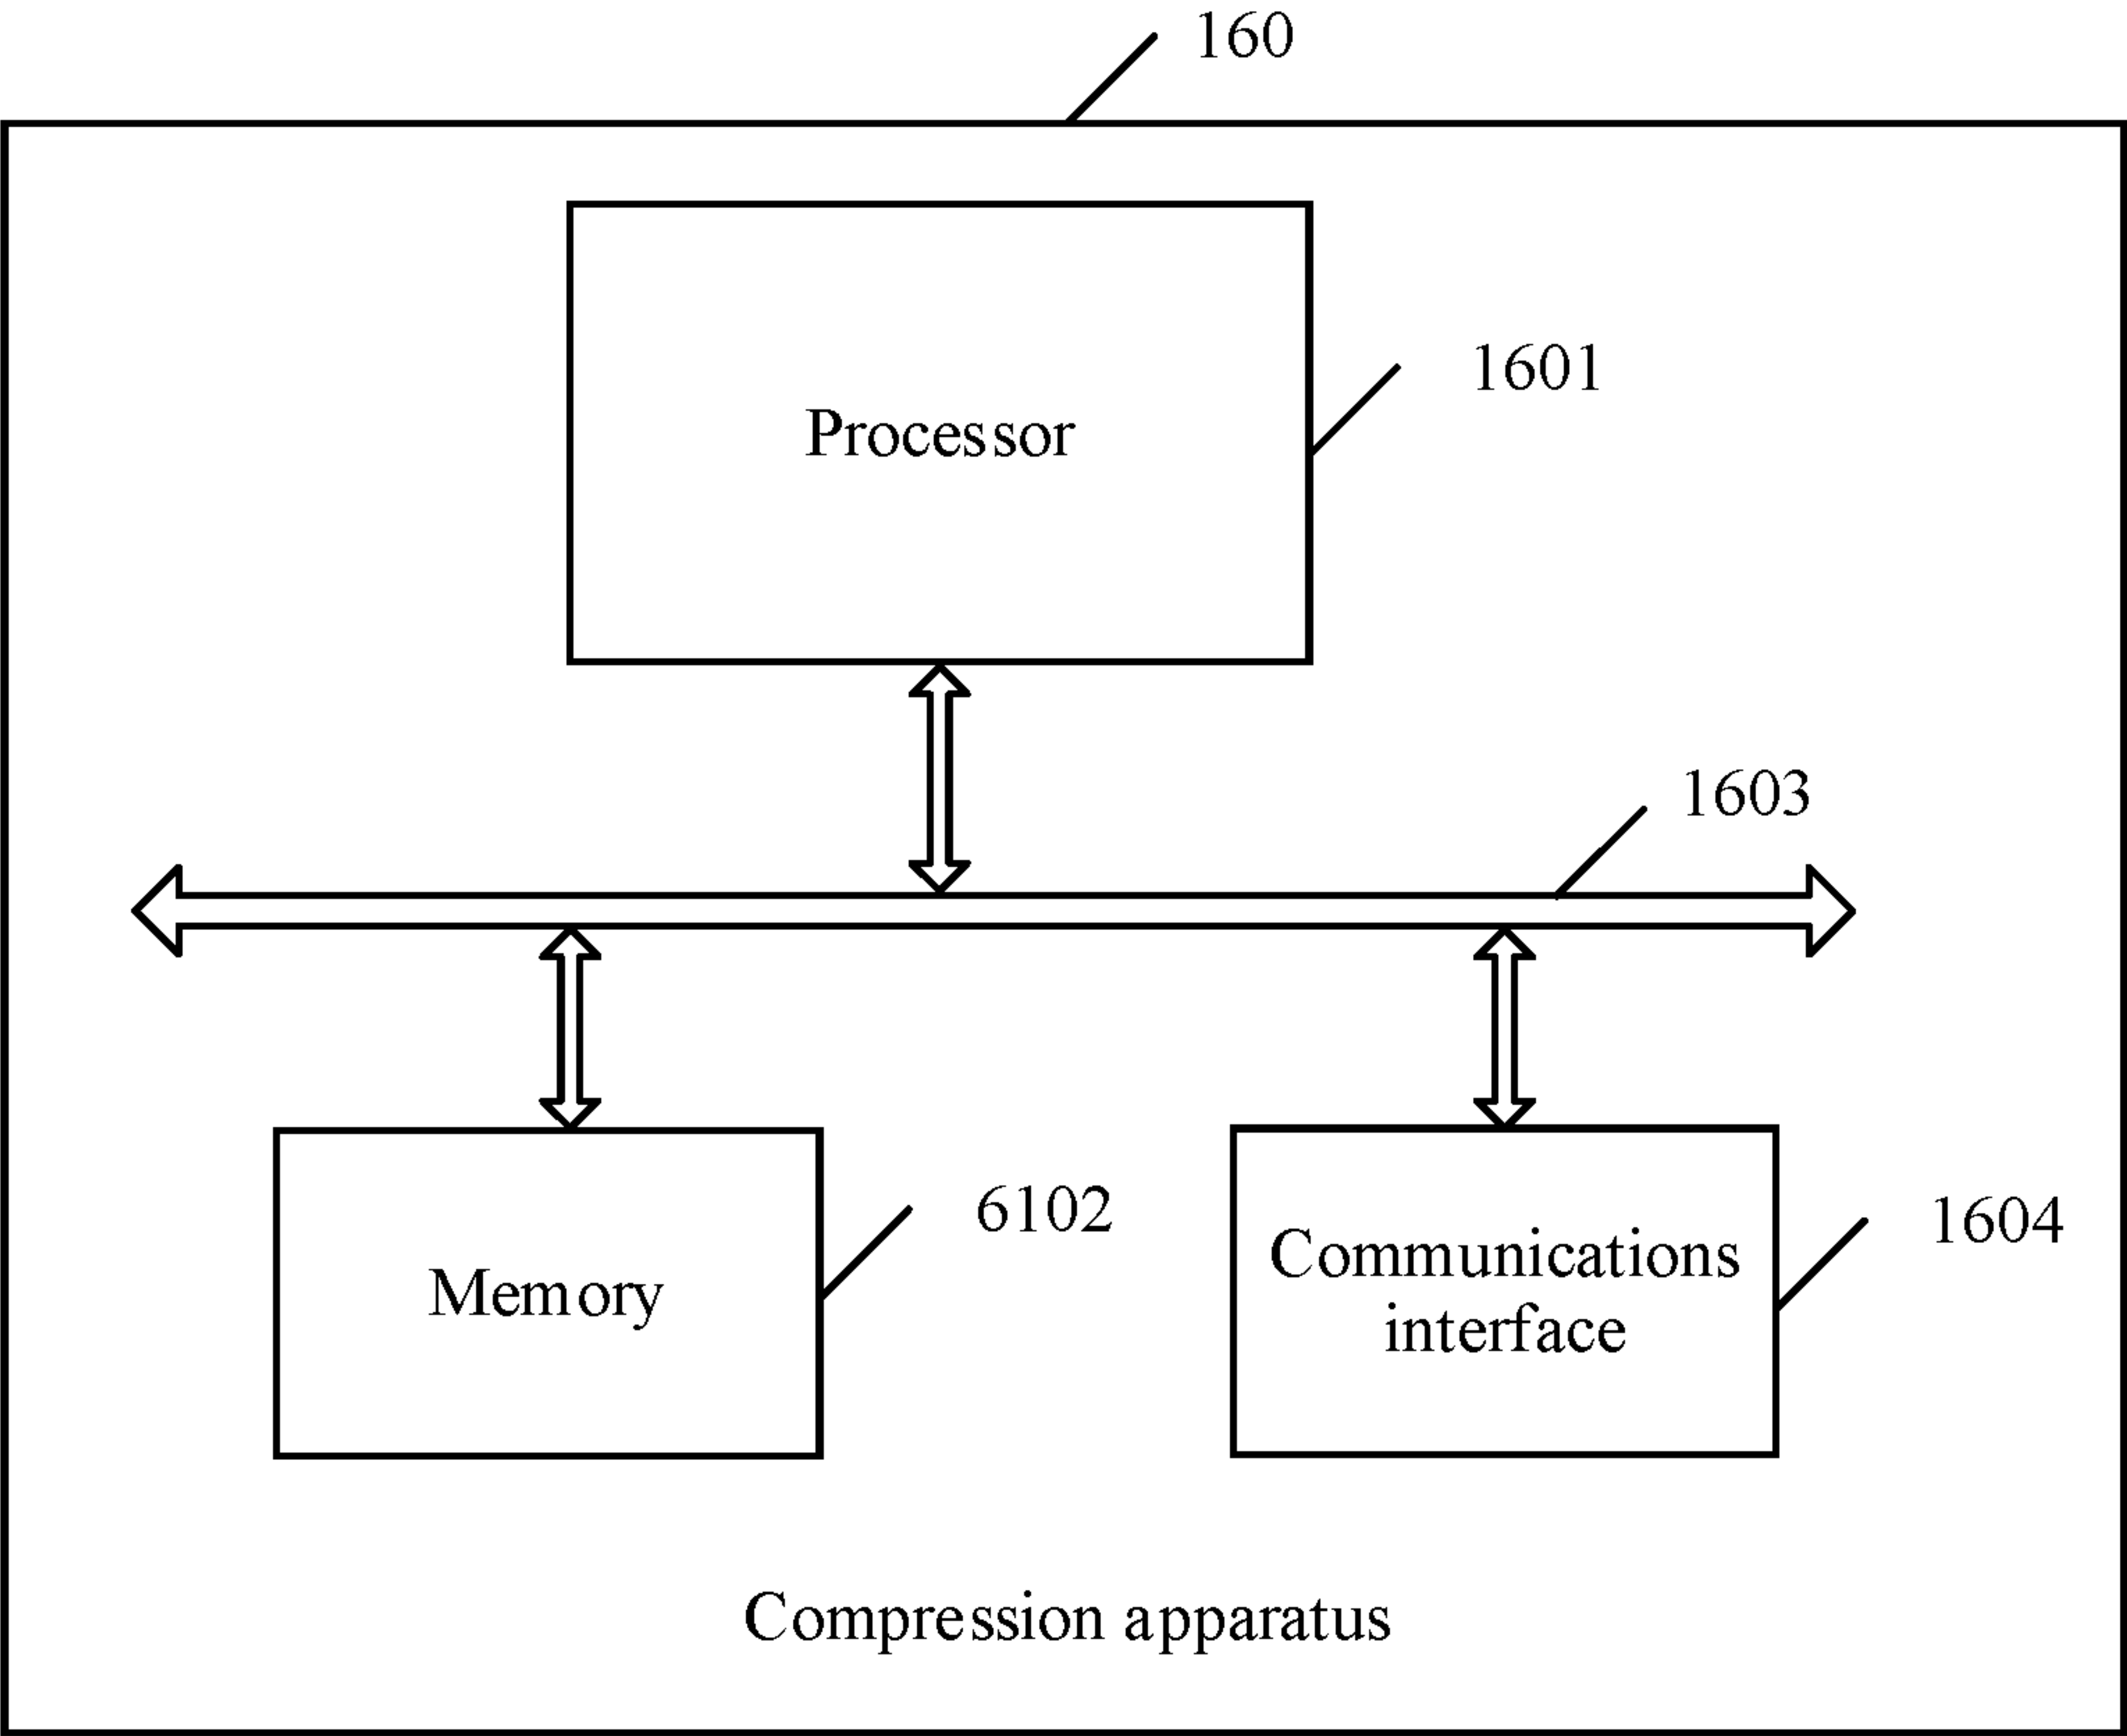 160
1601
Processor
1603
6102
Memory
1604
Communications
interface
Compression apparatus